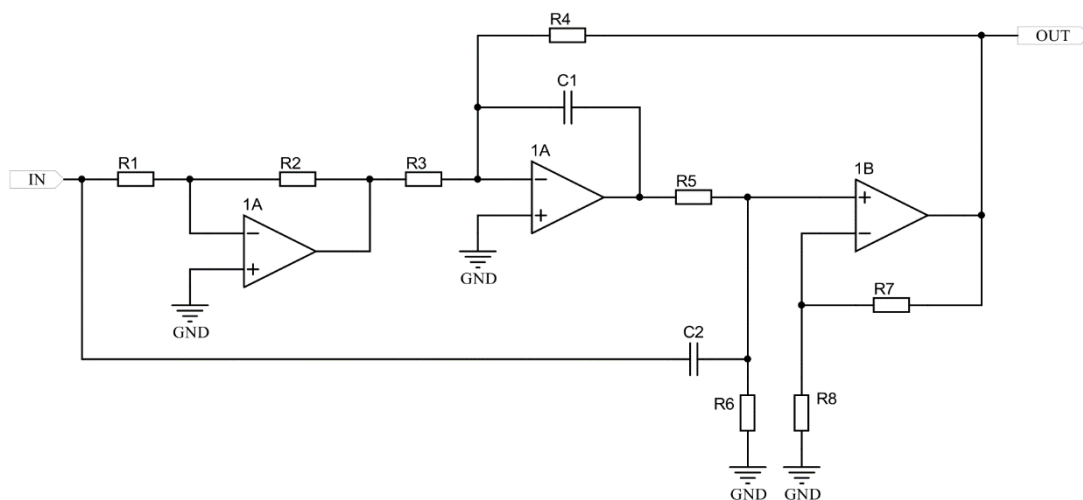 R4
OUT
C1
IN
R1
R2
R3
1A
R5
1B
1A
GND
GND
R7
C2
R6
R8
GND
GND